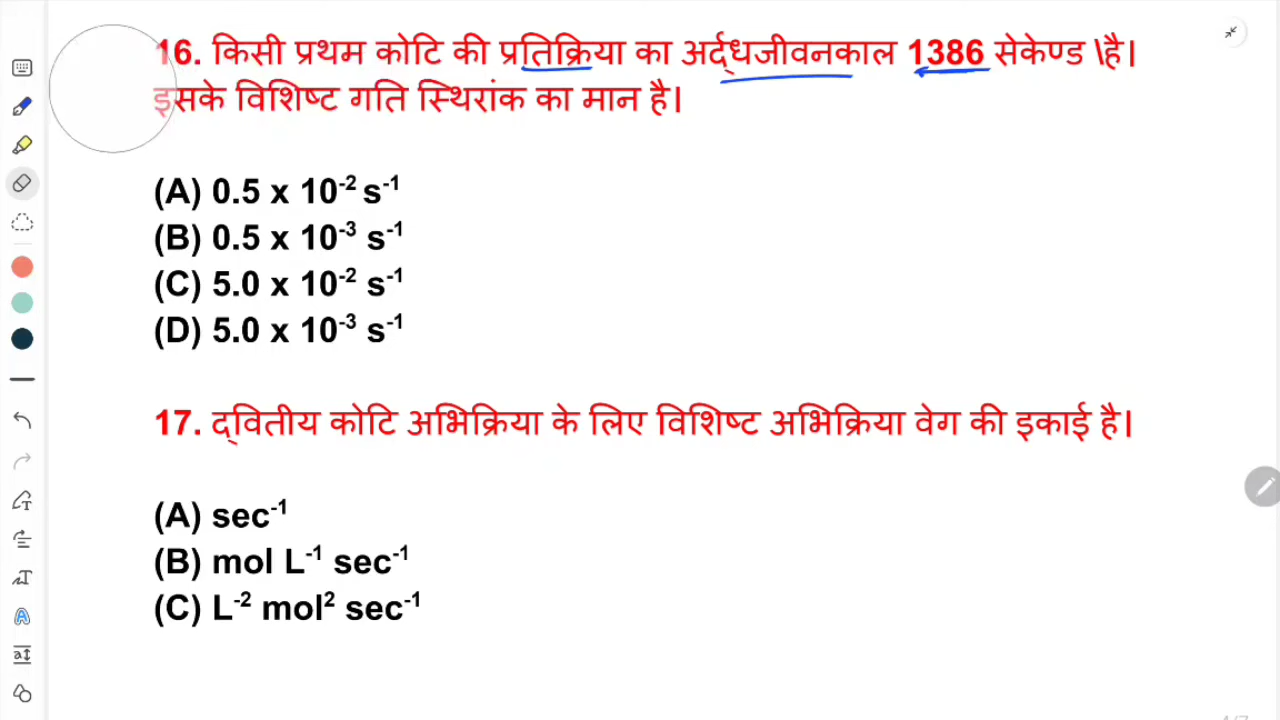 16. किसी प्रथम कोटि की प्रतिक्रिया का अर्द्धजीवनकाल 1386 सेकेण्ड \है।
इसके विशिष्ट गति स्थिरांक का मान है।
(A) 0.5 x 10⁻² s⁻¹
(B) 0.5 x 10⁻³ s⁻¹
(C) 5.0 x 10⁻² s⁻¹
(D) 5.0 x 10⁻³ s⁻¹
17. द्वितीय कोटि अभिक्रिया के लिए विशिष्ट अभिक्रिया वेग की इकाई है।
(A) sec⁻¹
(B) mol L⁻¹ sec⁻¹
(C) L⁻² mol² sec⁻¹